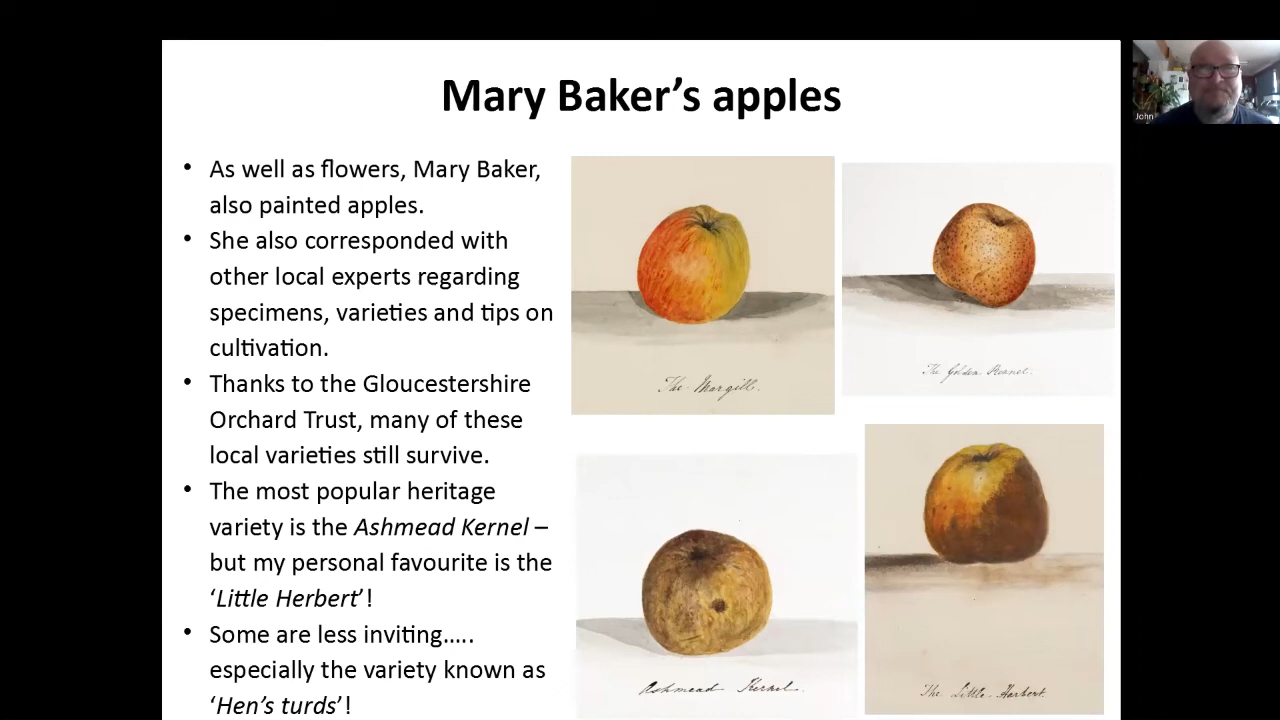 Mary Baker’s apples
• As well as flowers, Mary Baker,
also painted apples.
• She also corresponded with
other local experts regarding
specimens, varieties and tips on
cultivation.
• Thanks to the Gloucestershire
Orchard Trust, many of these
local varieties still survive.
• The most popular heritage
variety is the Ashmead Kernel –
but my personal favourite is the
‘Little Herbert’!
• Some are less inviting…..
especially the variety known as
‘Hen’s turds’!
The Margill.
The Golden Rennet.
Ashmead Kernel.
The Little Herbert.
John